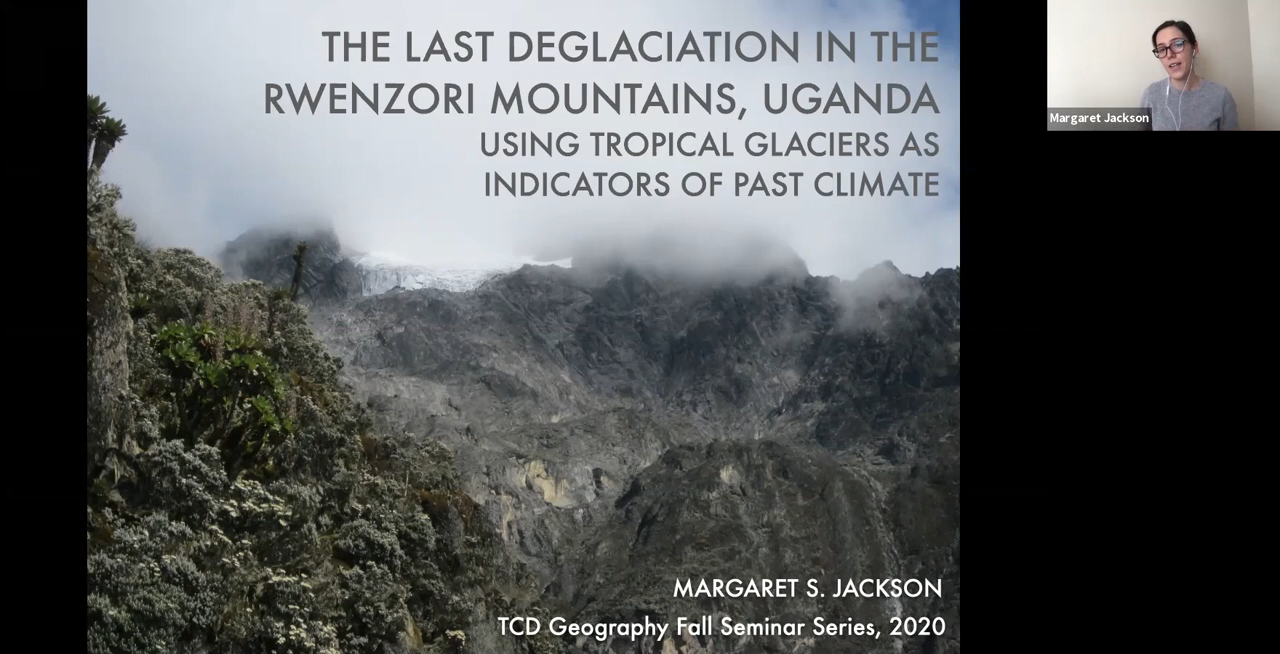 THE LAST DEGLACIATION IN THE
RWENZORI MOUNTAINS, UGANDA
USING TROPICAL GLACIERS AS
INDICATORS OF PAST CLIMATE
Margaret Jackson
MARGARET S. JACKSON
TCD Geography Fall Seminar Series, 2020